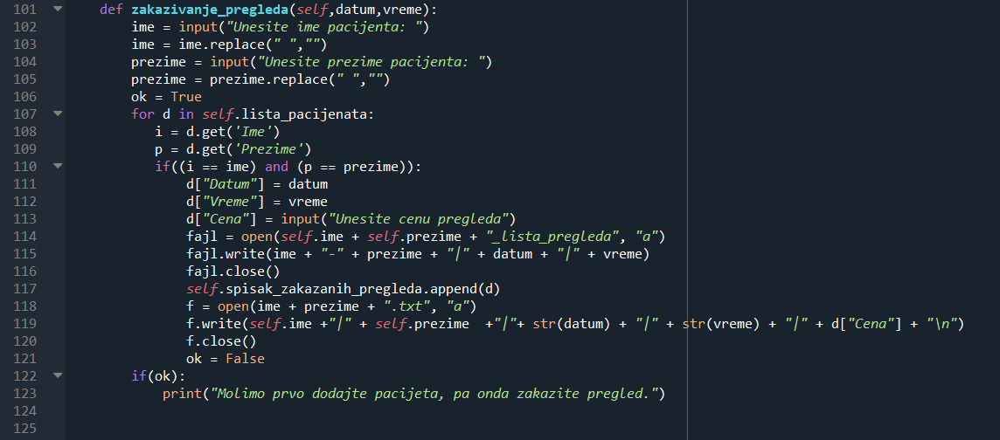 101 def zakazivanje_pregleda(self,datum,vreme):
102 ime = input("Unesite ime pacijenta: ")
103 ime = ime.replace(" ","")
104 prezime = input("Unesite prezime pacijenta: ")
105 prezime = prezime.replace(" ","")
106 ok = True
107 for d in self.lista_pacijenata:
108 i = d.get('Ime')
109 p = d.get('Prezime')
110 if((i == ime) and (p == prezime)):
111 d["Datum"] = datum
112 d["Vreme"] = vreme
113 d["Cena"] = input("Unesite cenu pregleda")
114 fajl = open(self.ime + self.prezime + "_lista_pregleda", "a")
115 fajl.write(ime + "-" + prezime + "|" + datum + "|" + vreme)
116 fajl.close()
117 self.spisak_zakazanih_pregleda.append(d)
118 f = open(ime + prezime + ".txt", "a")
119 f.write(self.ime +"|" + self.prezime  +"|"+ str(datum) + "|" + str(vreme) + "|" + d["Cena"] + "\n")
120 f.close()
121 ok = False
122 if(ok):
123 print("Molimo prvo dodajte pacijeta, pa onda zakazite pregled.")
124
125